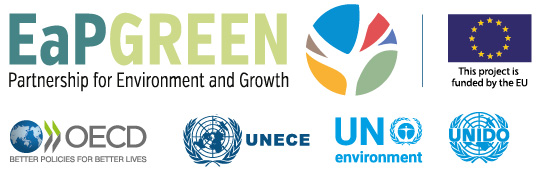 EaPGREEN
Partnership for Environment and Growth
This project is
funded by the EU
OECD
BETTER POLICIES FOR BETTER LIVES
UNECE
UN
environment
UNIDO